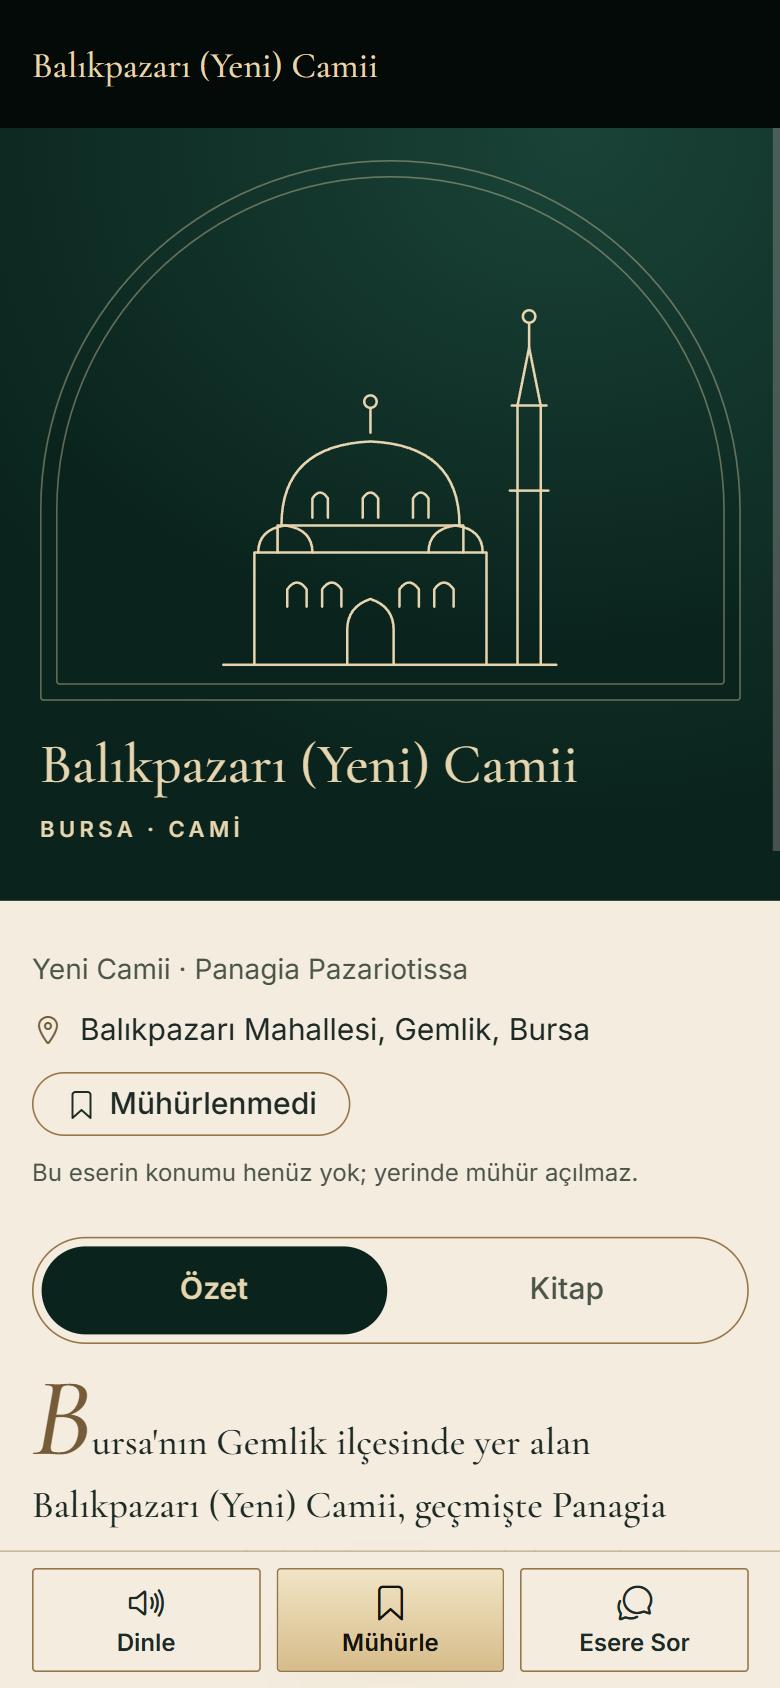 Balıkpazarı (Yeni) Camii
Balıkpazarı (Yeni) Camii
BURSA · CAMİ
Yeni Camii · Panagia Pazariotissa
Balıkpazarı Mahallesi, Gemlik, Bursa
Mühürlenmedi
Bu eserin konumu henüz yok; yerinde mühür açılmaz.
Özet
Kitap
Bursa'nın Gemlik ilçesinde yer alan
Balıkpazarı (Yeni) Camii, geçmişte Panagia
Dinle
Mühürle
Esere Sor